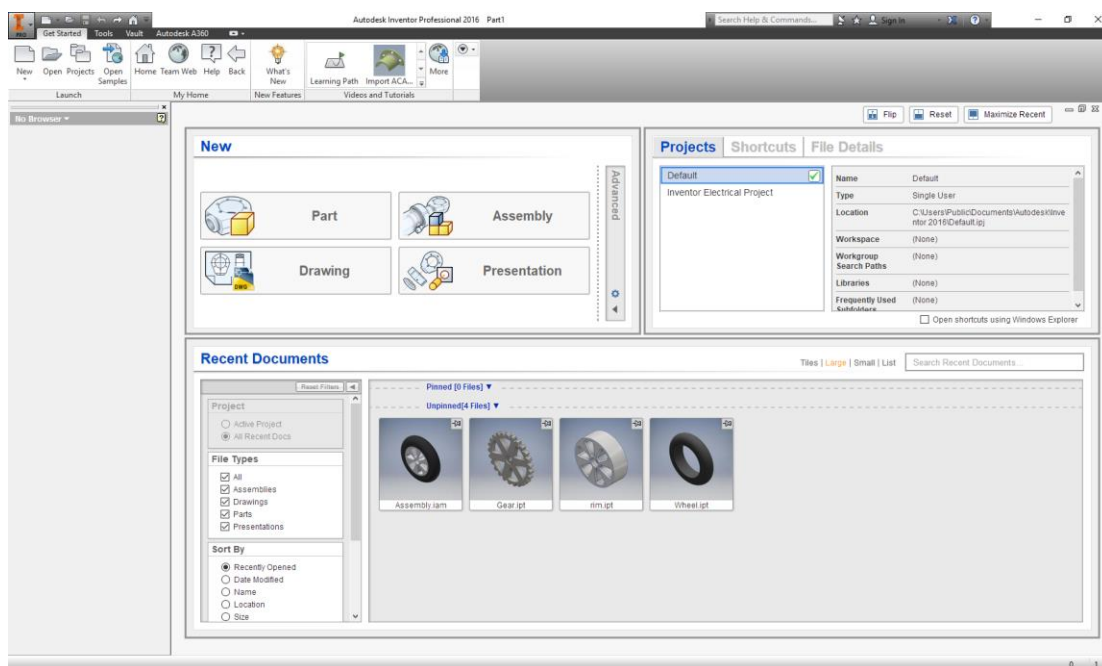 Autodesk Inventor Professional 2016 Part1
Search Help & Commands...
Sign In
PRO
Get Started Tools Vault Autodesk A360
New Open Projects Open Samples Home Team Web Help Back What's New Learning Path Import ACA... More
Launch My Home New Features Videos and Tutorials
No Browser
Flip Reset Maximize Recent
New
Part
Assembly
Drawing
Presentation
DWG
Advanced
Projects Shortcuts File Details
Default
Inventor Electrical Project
Name Default
Type Single User
Location C:\Users\Public\Documents\Autodesk\Inve
ntor 2016\Default.ipj
Workspace (None)
Workgroup (None)
Search Paths
Libraries (None)
Frequently Used (None)
Subfolders
Open shortcuts using Windows Explorer
Recent Documents
Tiles | Large | Small | List
Search Recent Documents...
Reset Filters
Project
Active Project
All Recent Docs
File Types
All
Assemblies
Drawings
Parts
Presentations
Sort By
Recently Opened
Date Modified
Name
Location
Size
Pinned [0 Files]
Unpinned[4 Files]
Assembly.iam Gear.ipt rim.ipt Wheel.ipt
0 1